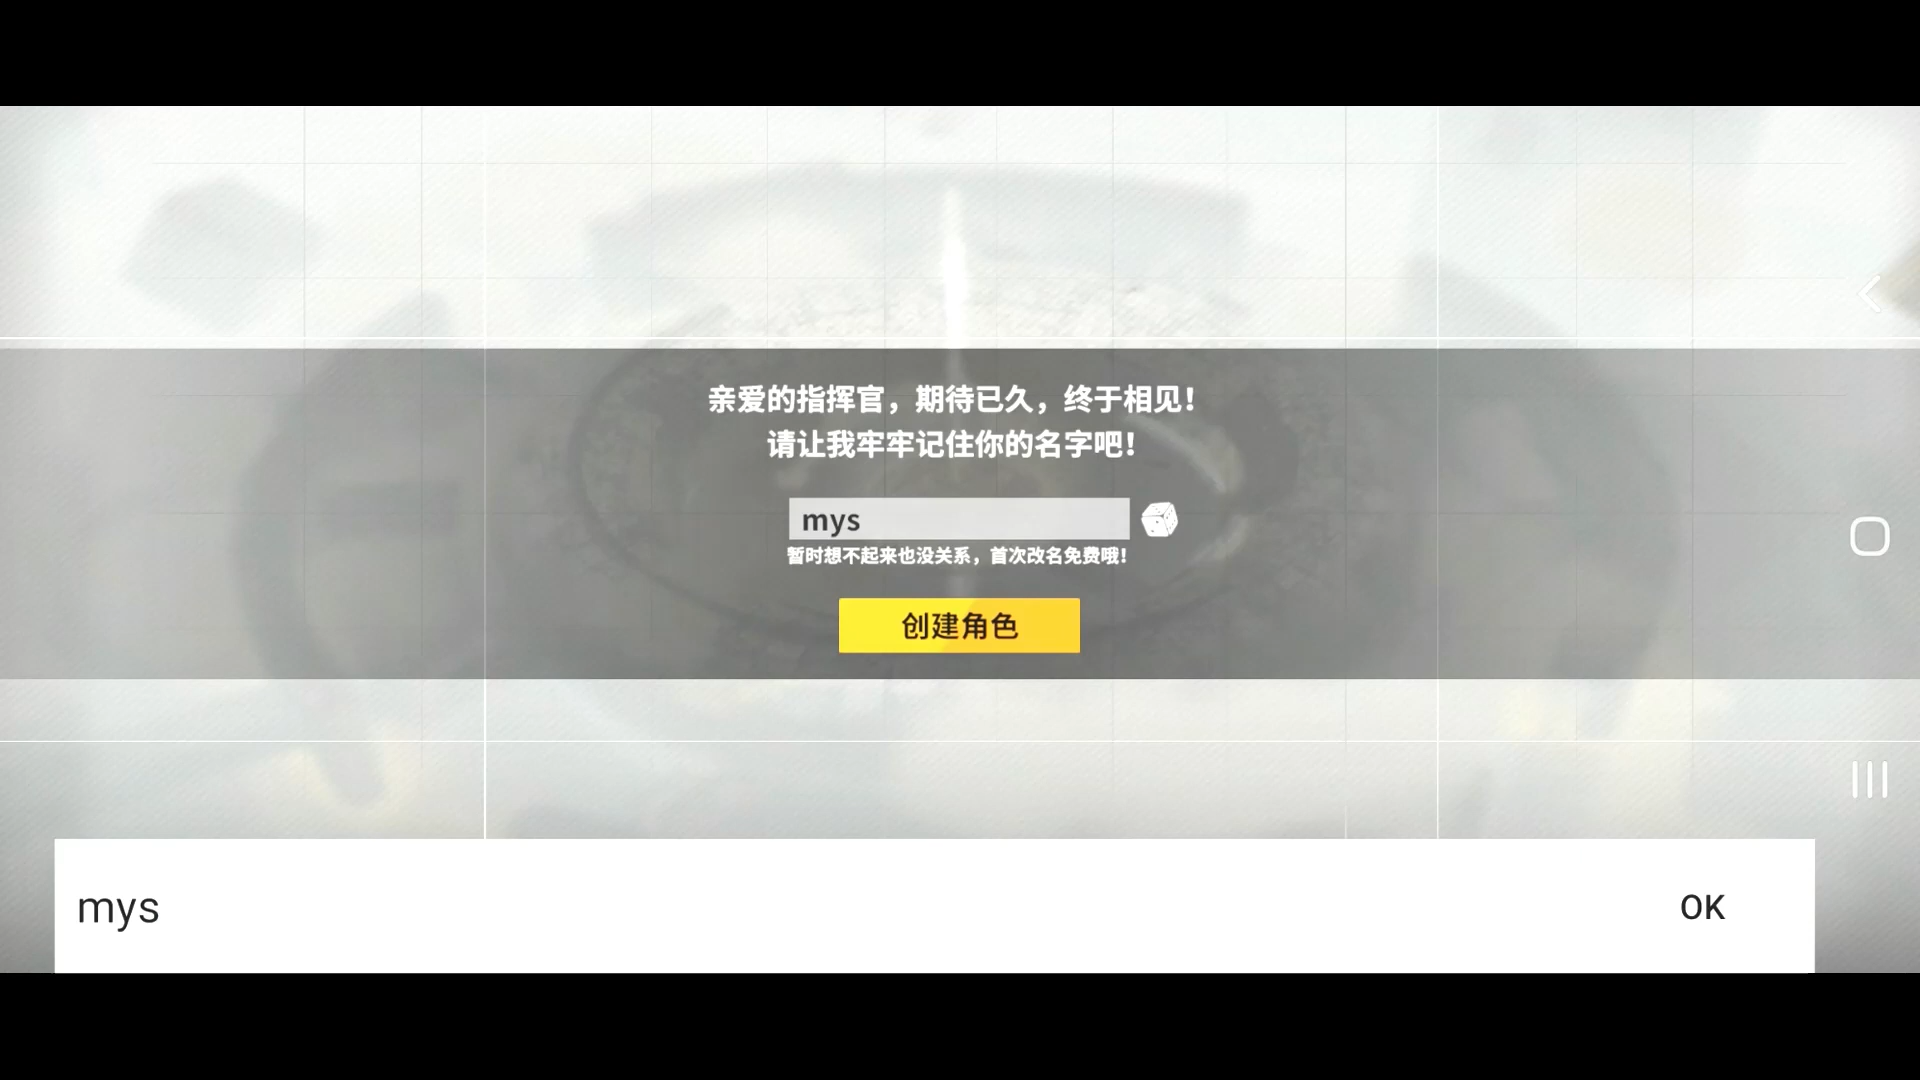 亲爱的指挥官，期待已久，终于相见！
请让我牢牢记住你的名字吧！
mys
暂时想不起来也没关系，首次改名免费哦！
创建角色
mys
OK